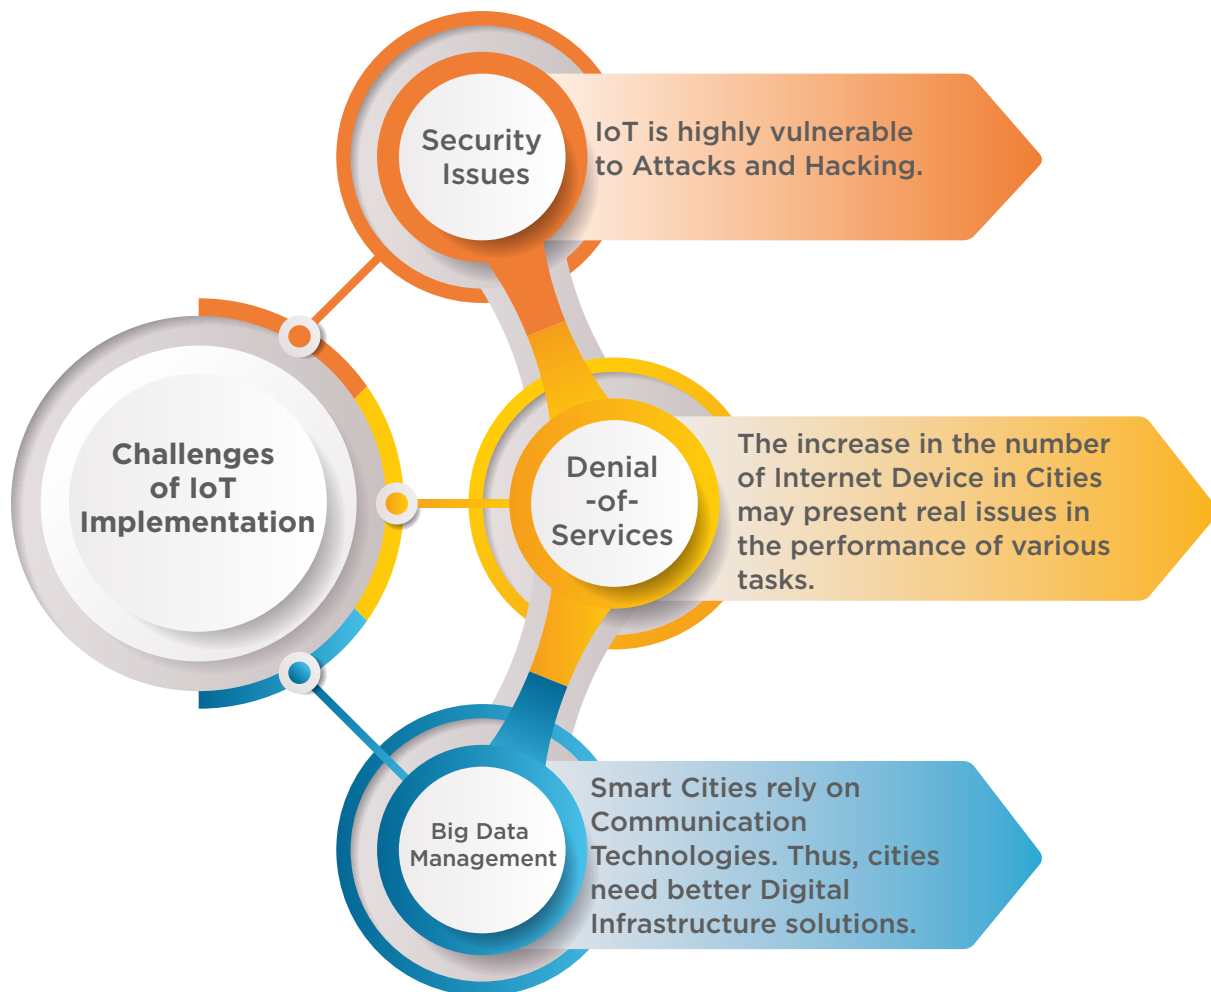 Security
Issues
IoT is highly vulnerable
to Attacks and Hacking.
Challenges
of IoT
Implementation
Denial
-of-
Services
The increase in the number
of Internet Device in Cities
may present real issues in
the performance of various
tasks.
Big Data
Management
Smart Cities rely on
Communication
Technologies. Thus, cities
need better Digital
Infrastructure solutions.